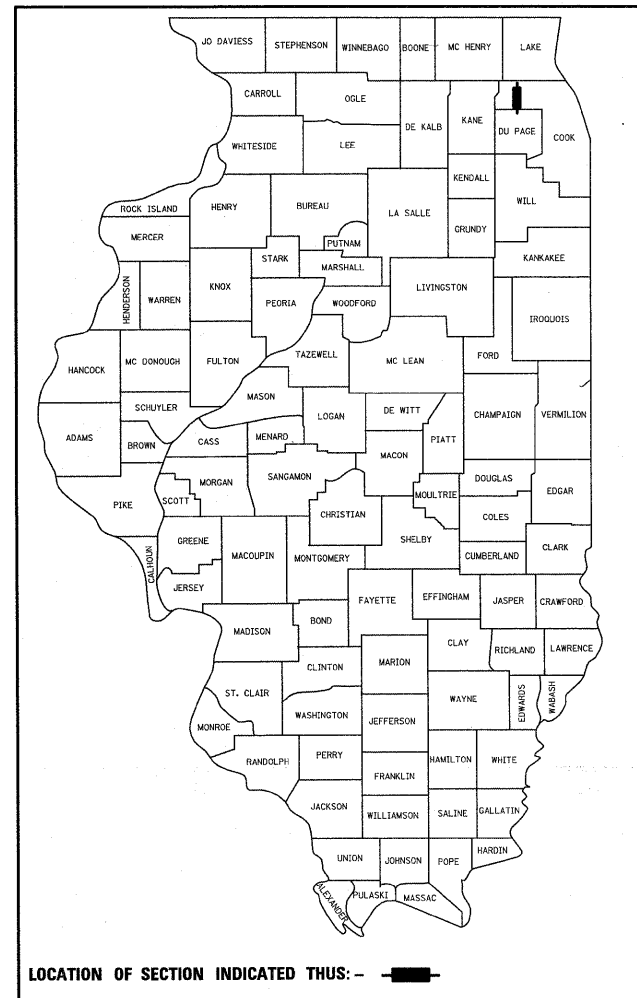 JO DAVIESS STEPHENSON WINNEBAGO BOONE MC HENRY LAKE
CARROLL OGLE DE KALB KANE DU PAGE COOK
WHITESIDE LEE
KENDALL WILL
ROCK ISLAND HENRY BUREAU LA SALLE GRUNDY
MERCER PUTNAM
STARK MARSHALL KANKAKEE
HENDERSON WARREN KNOX PEORIA WOODFORD LIVINGSTON IROQUOIS
HANCOCK MC DONOUGH FULTON TAZEWELL MC LEAN FORD
MASON
SCHUYLER LOGAN DE WITT CHAMPAIGN VERMILION
ADAMS BROWN CASS MENARD MACON PIATT
MORGAN SANGAMON DOUGLAS EDGAR
PIKE SCOTT CHRISTIAN MOULTRIE COLES
GREENE MACOUPIN MONTGOMERY SHELBY CUMBERLAND CLARK
CALHOUN JERSEY
FAYETTE EFFINGHAM JASPER CRAWFORD
MADISON BOND
CLINTON MARION CLAY RICHLAND LAWRENCE
ST. CLAIR WASHINGTON JEFFERSON WAYNE EDWARDS WABASH
MONROE
RANDOLPH PERRY FRANKLIN HAMILTON WHITE
JACKSON WILLIAMSON SALINE GALLATIN
UNION JOHNSON POPE HARDIN
ALEXANDER PULASKI MASSAC
LOCATION OF SECTION INDICATED THUS: –